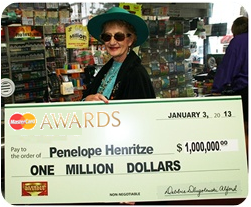 MasterCard AWARDS
JANUARY 3, 2013
Pay to
the order of Penelope Henritze $ 1,000,000.00
ONE MILLION DOLLARS
NON NEGOTIABLE